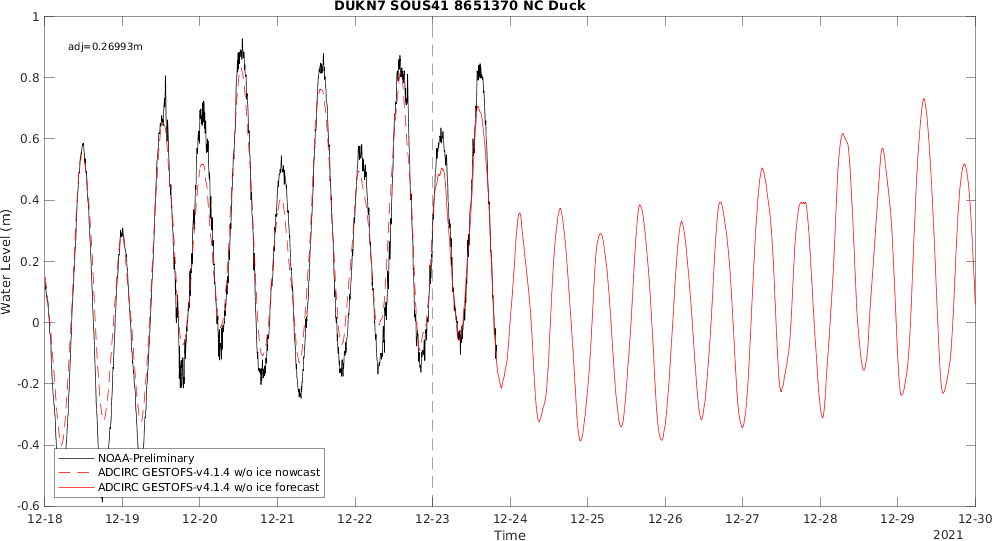 DUKN7 SOUS41 8651370 NC Duck
adj=0.26993m
Water Level (m)
1
0.8
0.6
0.4
0.2
0
-0.2
-0.4
-0.6
NOAA-Preliminary
ADCIRC GESTOFS-v4.1.4 w/o ice nowcast
ADCIRC GESTOFS-v4.1.4 w/o ice forecast
12-18 12-19 12-20 12-21 12-22 12-23 12-24 12-25 12-26 12-27 12-28 12-29 12-30
Time
2021